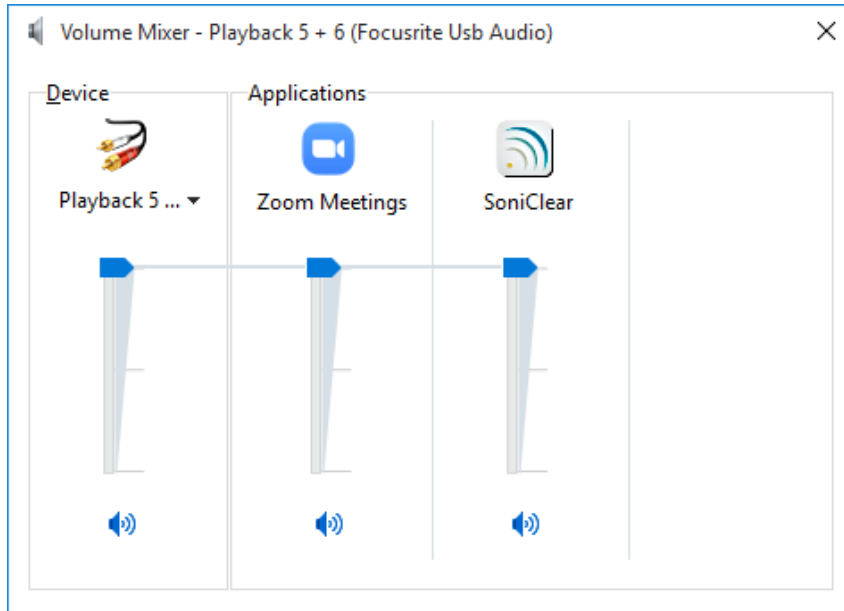 Volume Mixer - Playback 5 + 6 (Focusrite Usb Audio)
Device
Applications
Playback 5 ...
Zoom Meetings
SoniClear